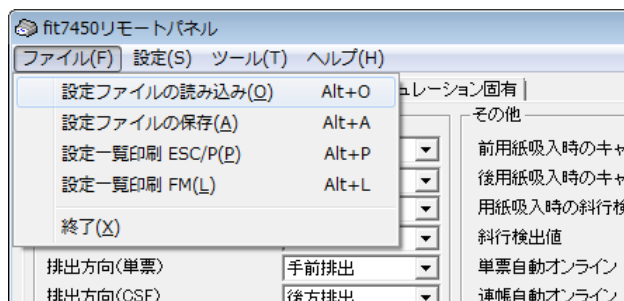 fit7450リモートパネル
ファイル(F) 設定(S) ツール(T) ヘルプ(H)
設定ファイルの読み込み(O) Alt+O
設定ファイルの保存(A) Alt+A
設定一覧印刷 ESC/P(P) Alt+P
設定一覧印刷 FM(L) Alt+L
終了(X)
ュレーション固有
その他
前用紙吸入時のキャ
後用紙吸入時のキャ
用紙吸入時の斜行検
斜行検出値
排出方向(単票) 手前排出 単票自動オンライン
排出方向(CSF) 後方排出 連帳自動オンライン